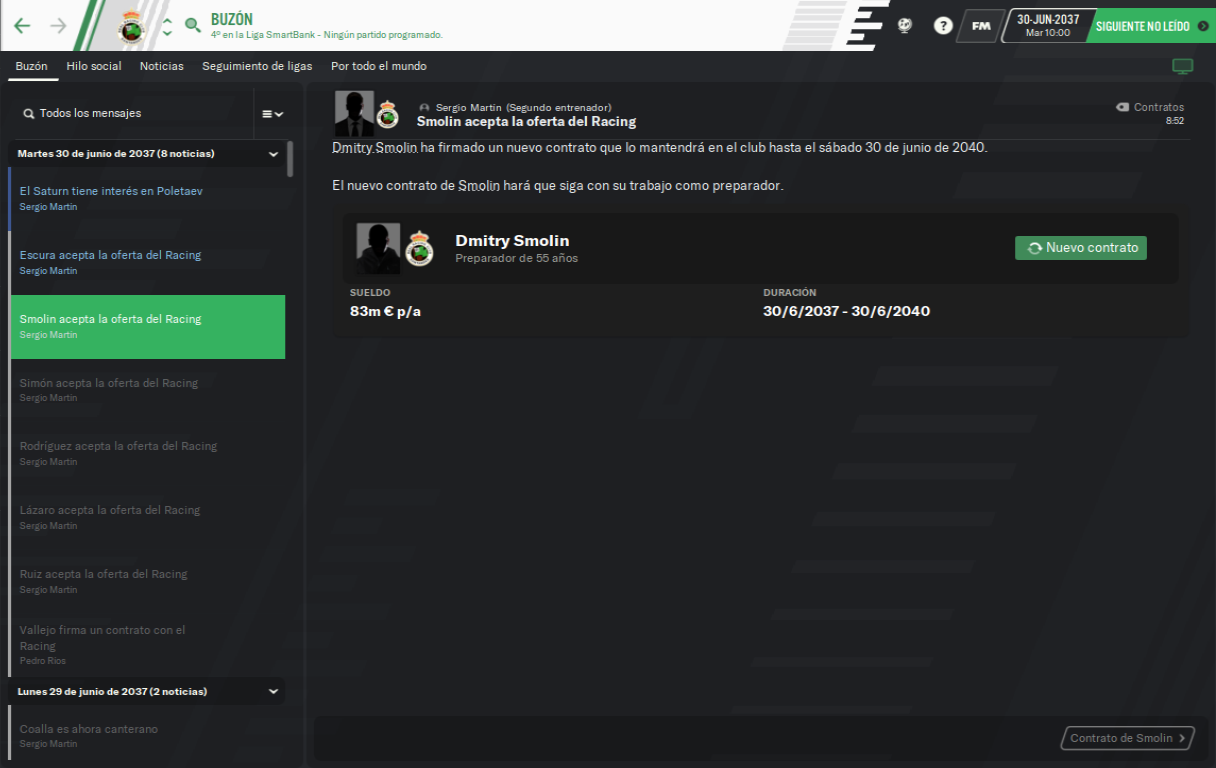 BUZÓN
4º en la Liga SmartBank - Ningún partido programado.
?
FM
30-JUN-2037
Mar 10:00
SIGUIENTE NO LEÍDO
Buzón
Hilo social
Noticias
Seguimiento de ligas
Por todo el mundo
Todos los mensajes
Martes 30 de junio de 2037 (8 noticias)
El Saturn tiene interés en Poletaev
Sergio Martín
Escura acepta la oferta del Racing
Sergio Martín
Smolin acepta la oferta del Racing
Sergio Martín
Simón acepta la oferta del Racing
Sergio Martín
Rodríguez acepta la oferta del Racing
Sergio Martín
Lázaro acepta la oferta del Racing
Sergio Martín
Ruiz acepta la oferta del Racing
Sergio Martín
Vallejo firma un contrato con el
Racing
Pedro Ríos
Lunes 29 de junio de 2037 (2 noticias)
Coalla es ahora canterano
Sergio Martín
Sergio Martín (Segundo entrenador)
Smolin acepta la oferta del Racing
Contratos
8:52
Dmitry Smolin ha firmado un nuevo contrato que lo mantendrá en el club hasta el sábado 30 de junio de 2040.
El nuevo contrato de Smolin hará que siga con su trabajo como preparador.
Dmitry Smolin
Preparador de 55 años
Nuevo contrato
SUELDO
83m € p/a
DURACIÓN
30/6/2037 - 30/6/2040
Contrato de Smolin